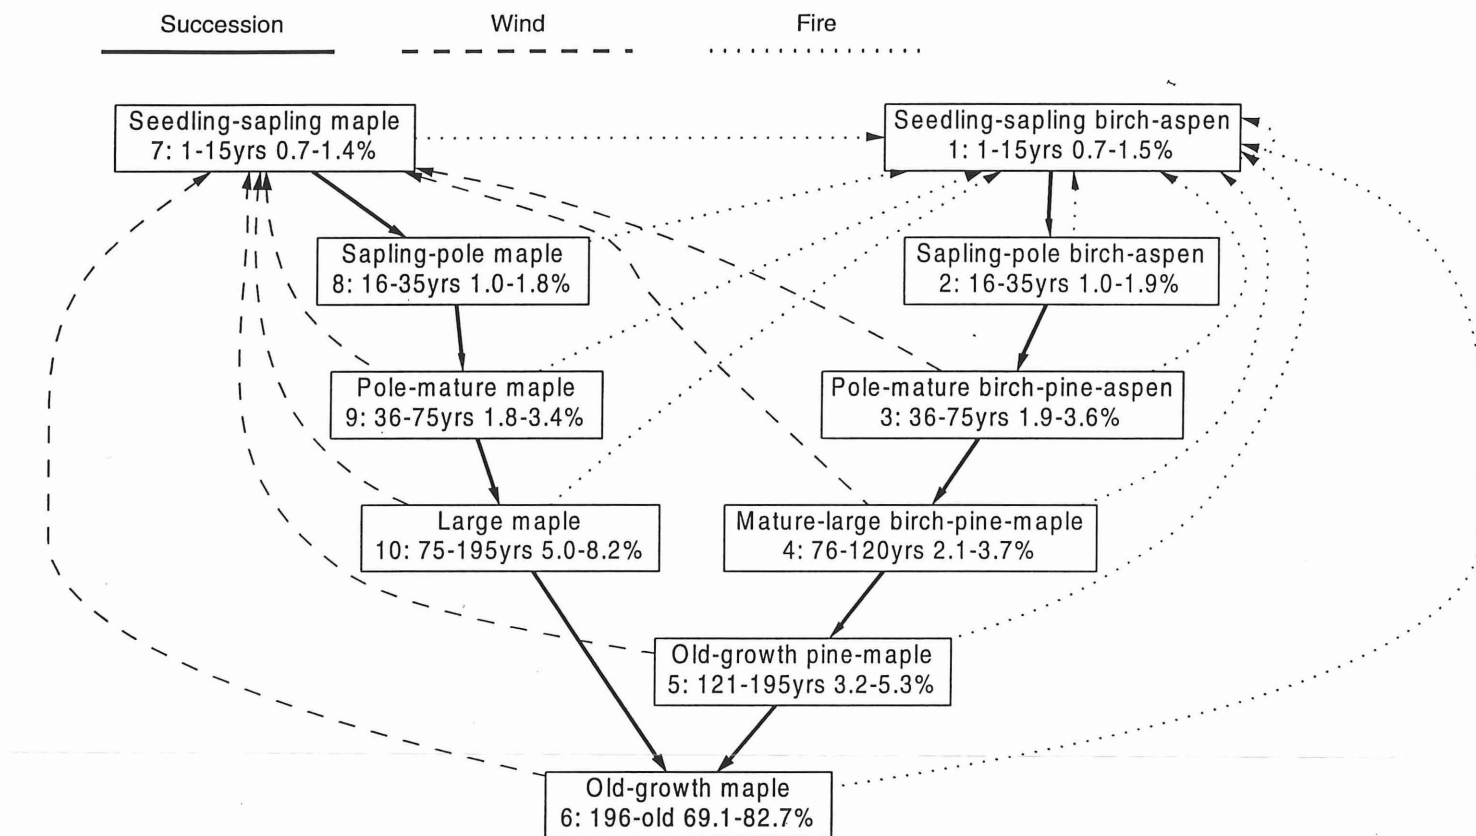 Succession
Wind
Fire
Seedling-sapling maple
7: 1-15yrs 0.7-1.4%
Seedling-sapling birch-aspen
1: 1-15yrs 0.7-1.5%
Sapling-pole maple
8: 16-35yrs 1.0-1.8%
Sapling-pole birch-aspen
2: 16-35yrs 1.0-1.9%
Pole-mature maple
9: 36-75yrs 1.8-3.4%
Pole-mature birch-pine-aspen
3: 36-75yrs 1.9-3.6%
Large maple
10: 75-195yrs 5.0-8.2%
Mature-large birch-pine-maple
4: 76-120yrs 2.1-3.7%
Old-growth pine-maple
5: 121-195yrs 3.2-5.3%
Old-growth maple
6: 196-old 69.1-82.7%